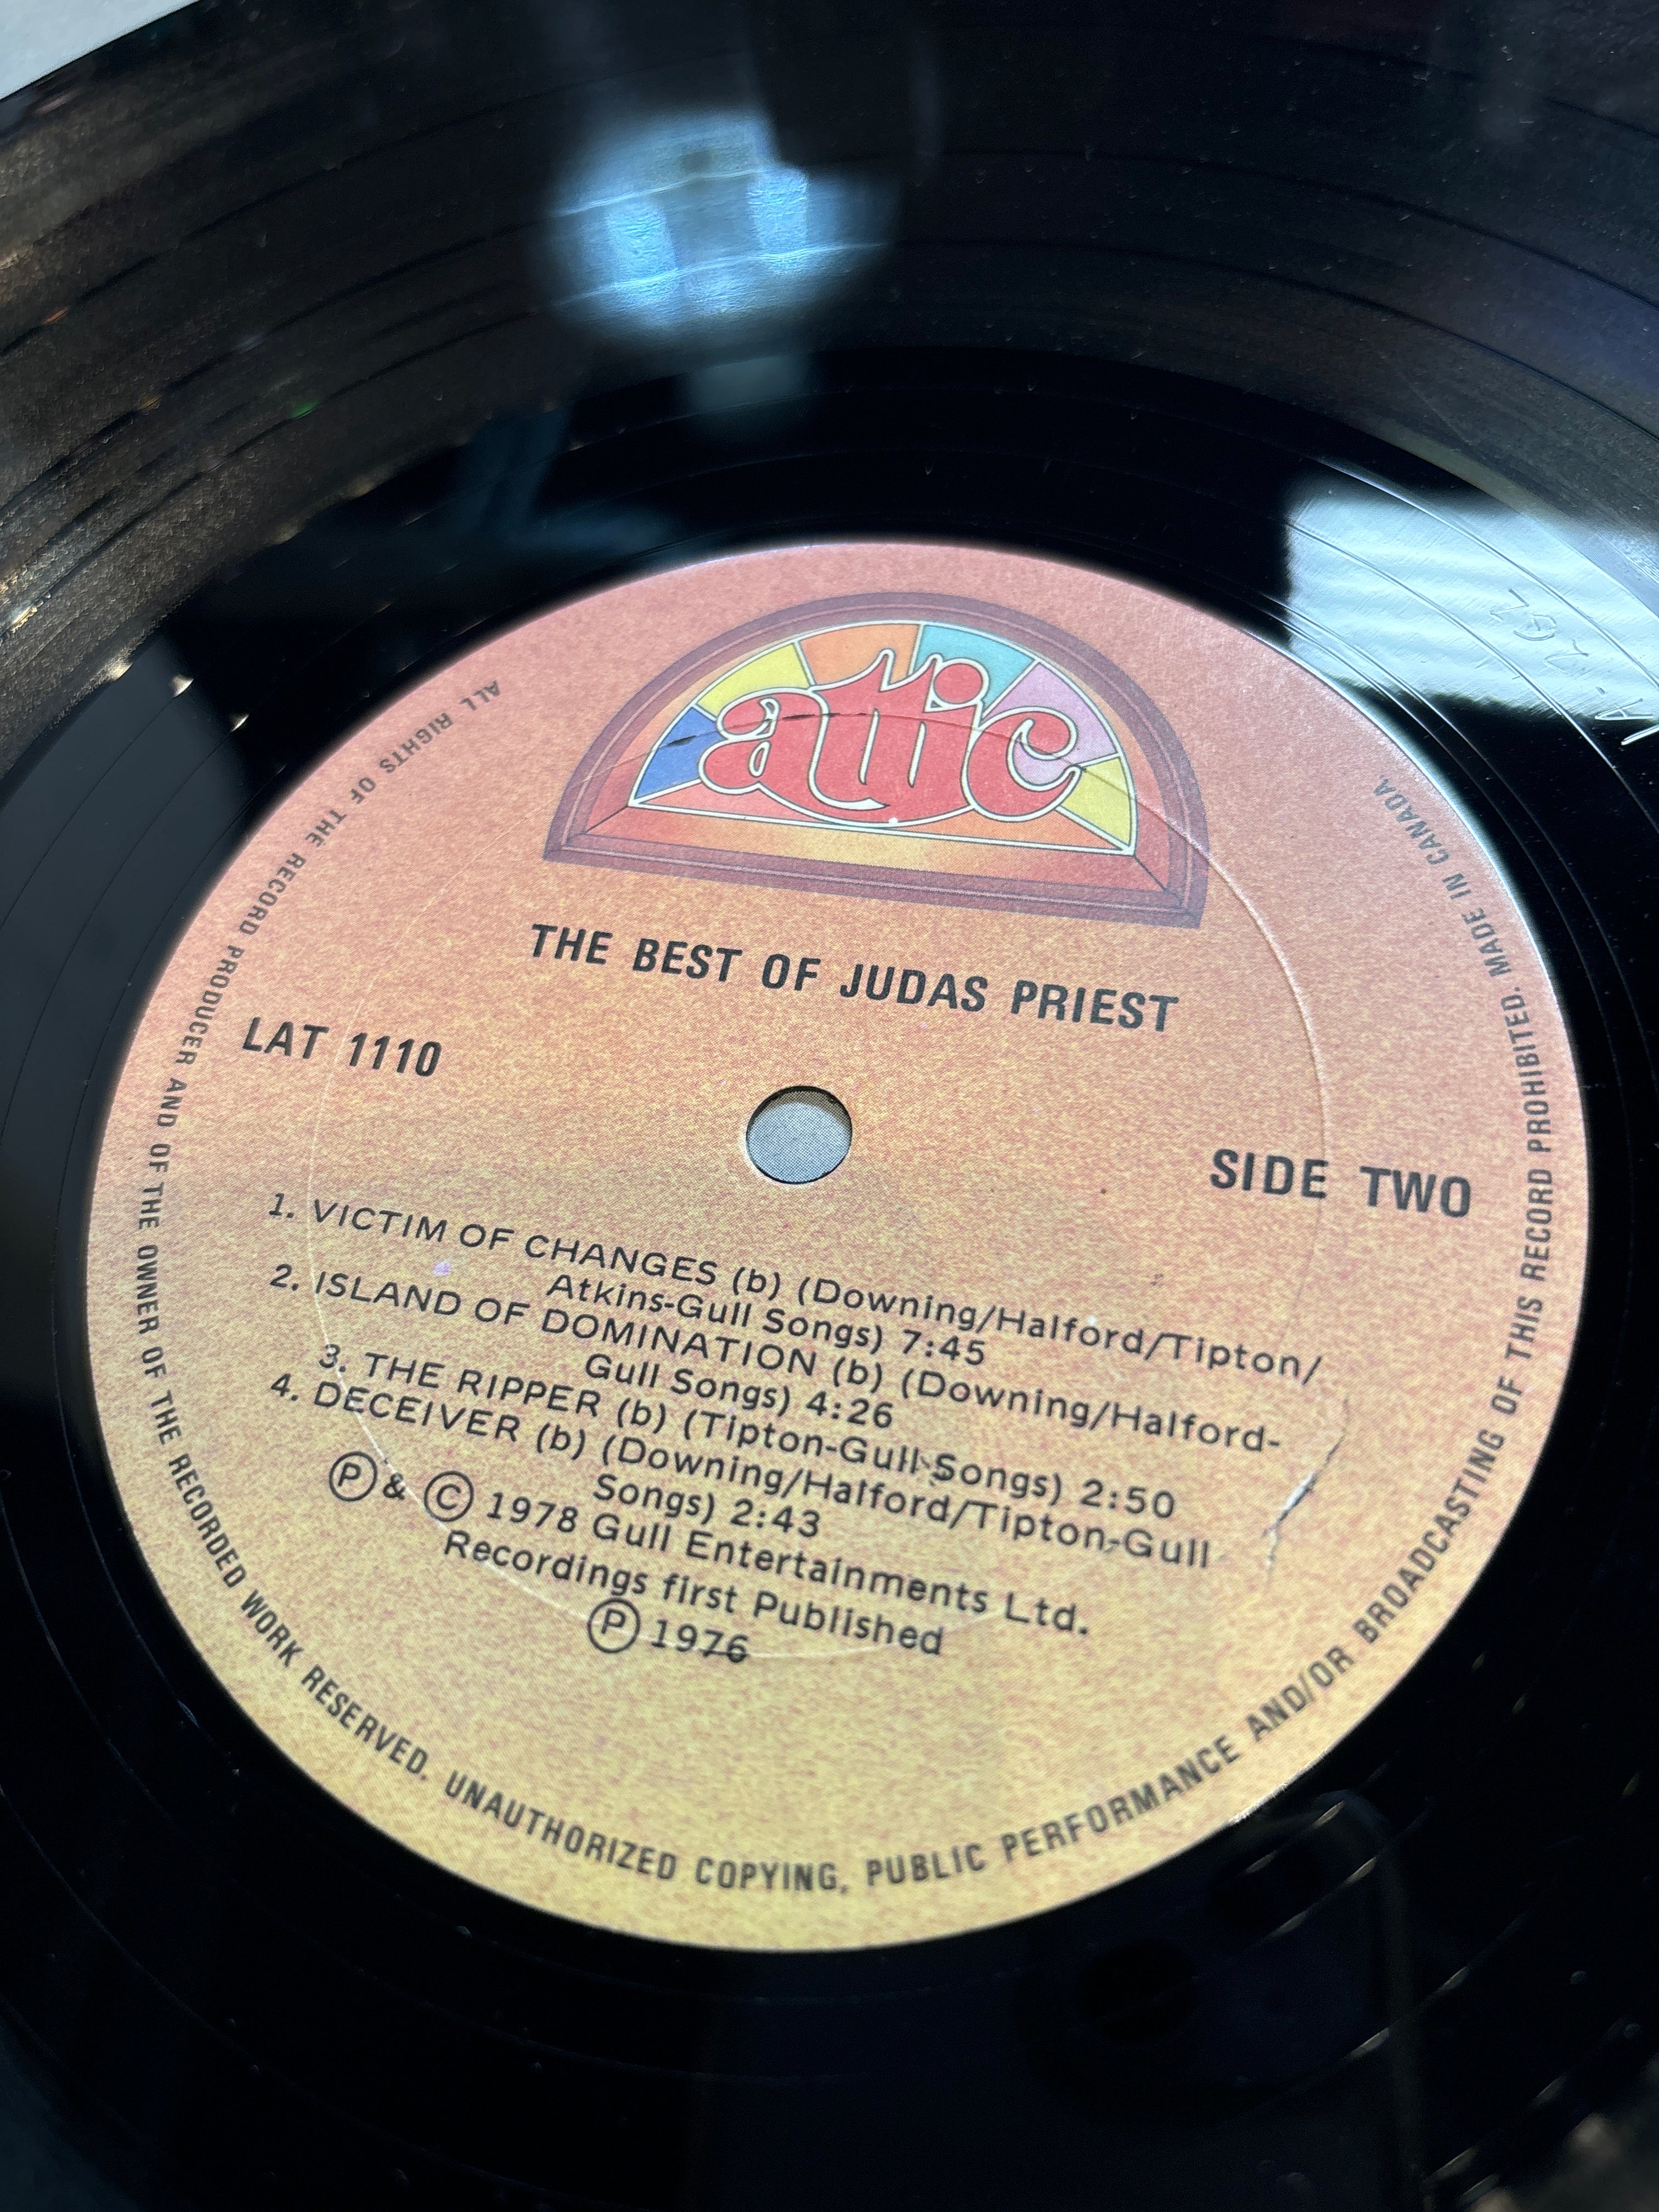 attic
THE BEST OF JUDAS PRIEST
LAT 1110
SIDE TWO
1. VICTIM OF CHANGES (b) (Downing/Halford/Tipton/
Atkins-Gull Songs) 7:45
2. ISLAND OF DOMINATION (b) (Downing/Halford-
Gull Songs) 4:26
3. THE RIPPER (b) (Tipton-Gull Songs) 2:50
4. DECEIVER (b) (Downing/Halford/Tipton-Gull
Songs) 2:43
Ⓟ & Ⓒ 1978 Gull Entertainments Ltd.
Recordings first Published
Ⓟ 1976
ALL RIGHTS OF THE RECORD PRODUCER AND OF THE OWNER OF THE RECORDED WORK RESERVED. UNAUTHORIZED COPYING, PUBLIC PERFORMANCE AND/OR BROADCASTING OF THIS RECORD PROHIBITED. MADE IN CANADA.